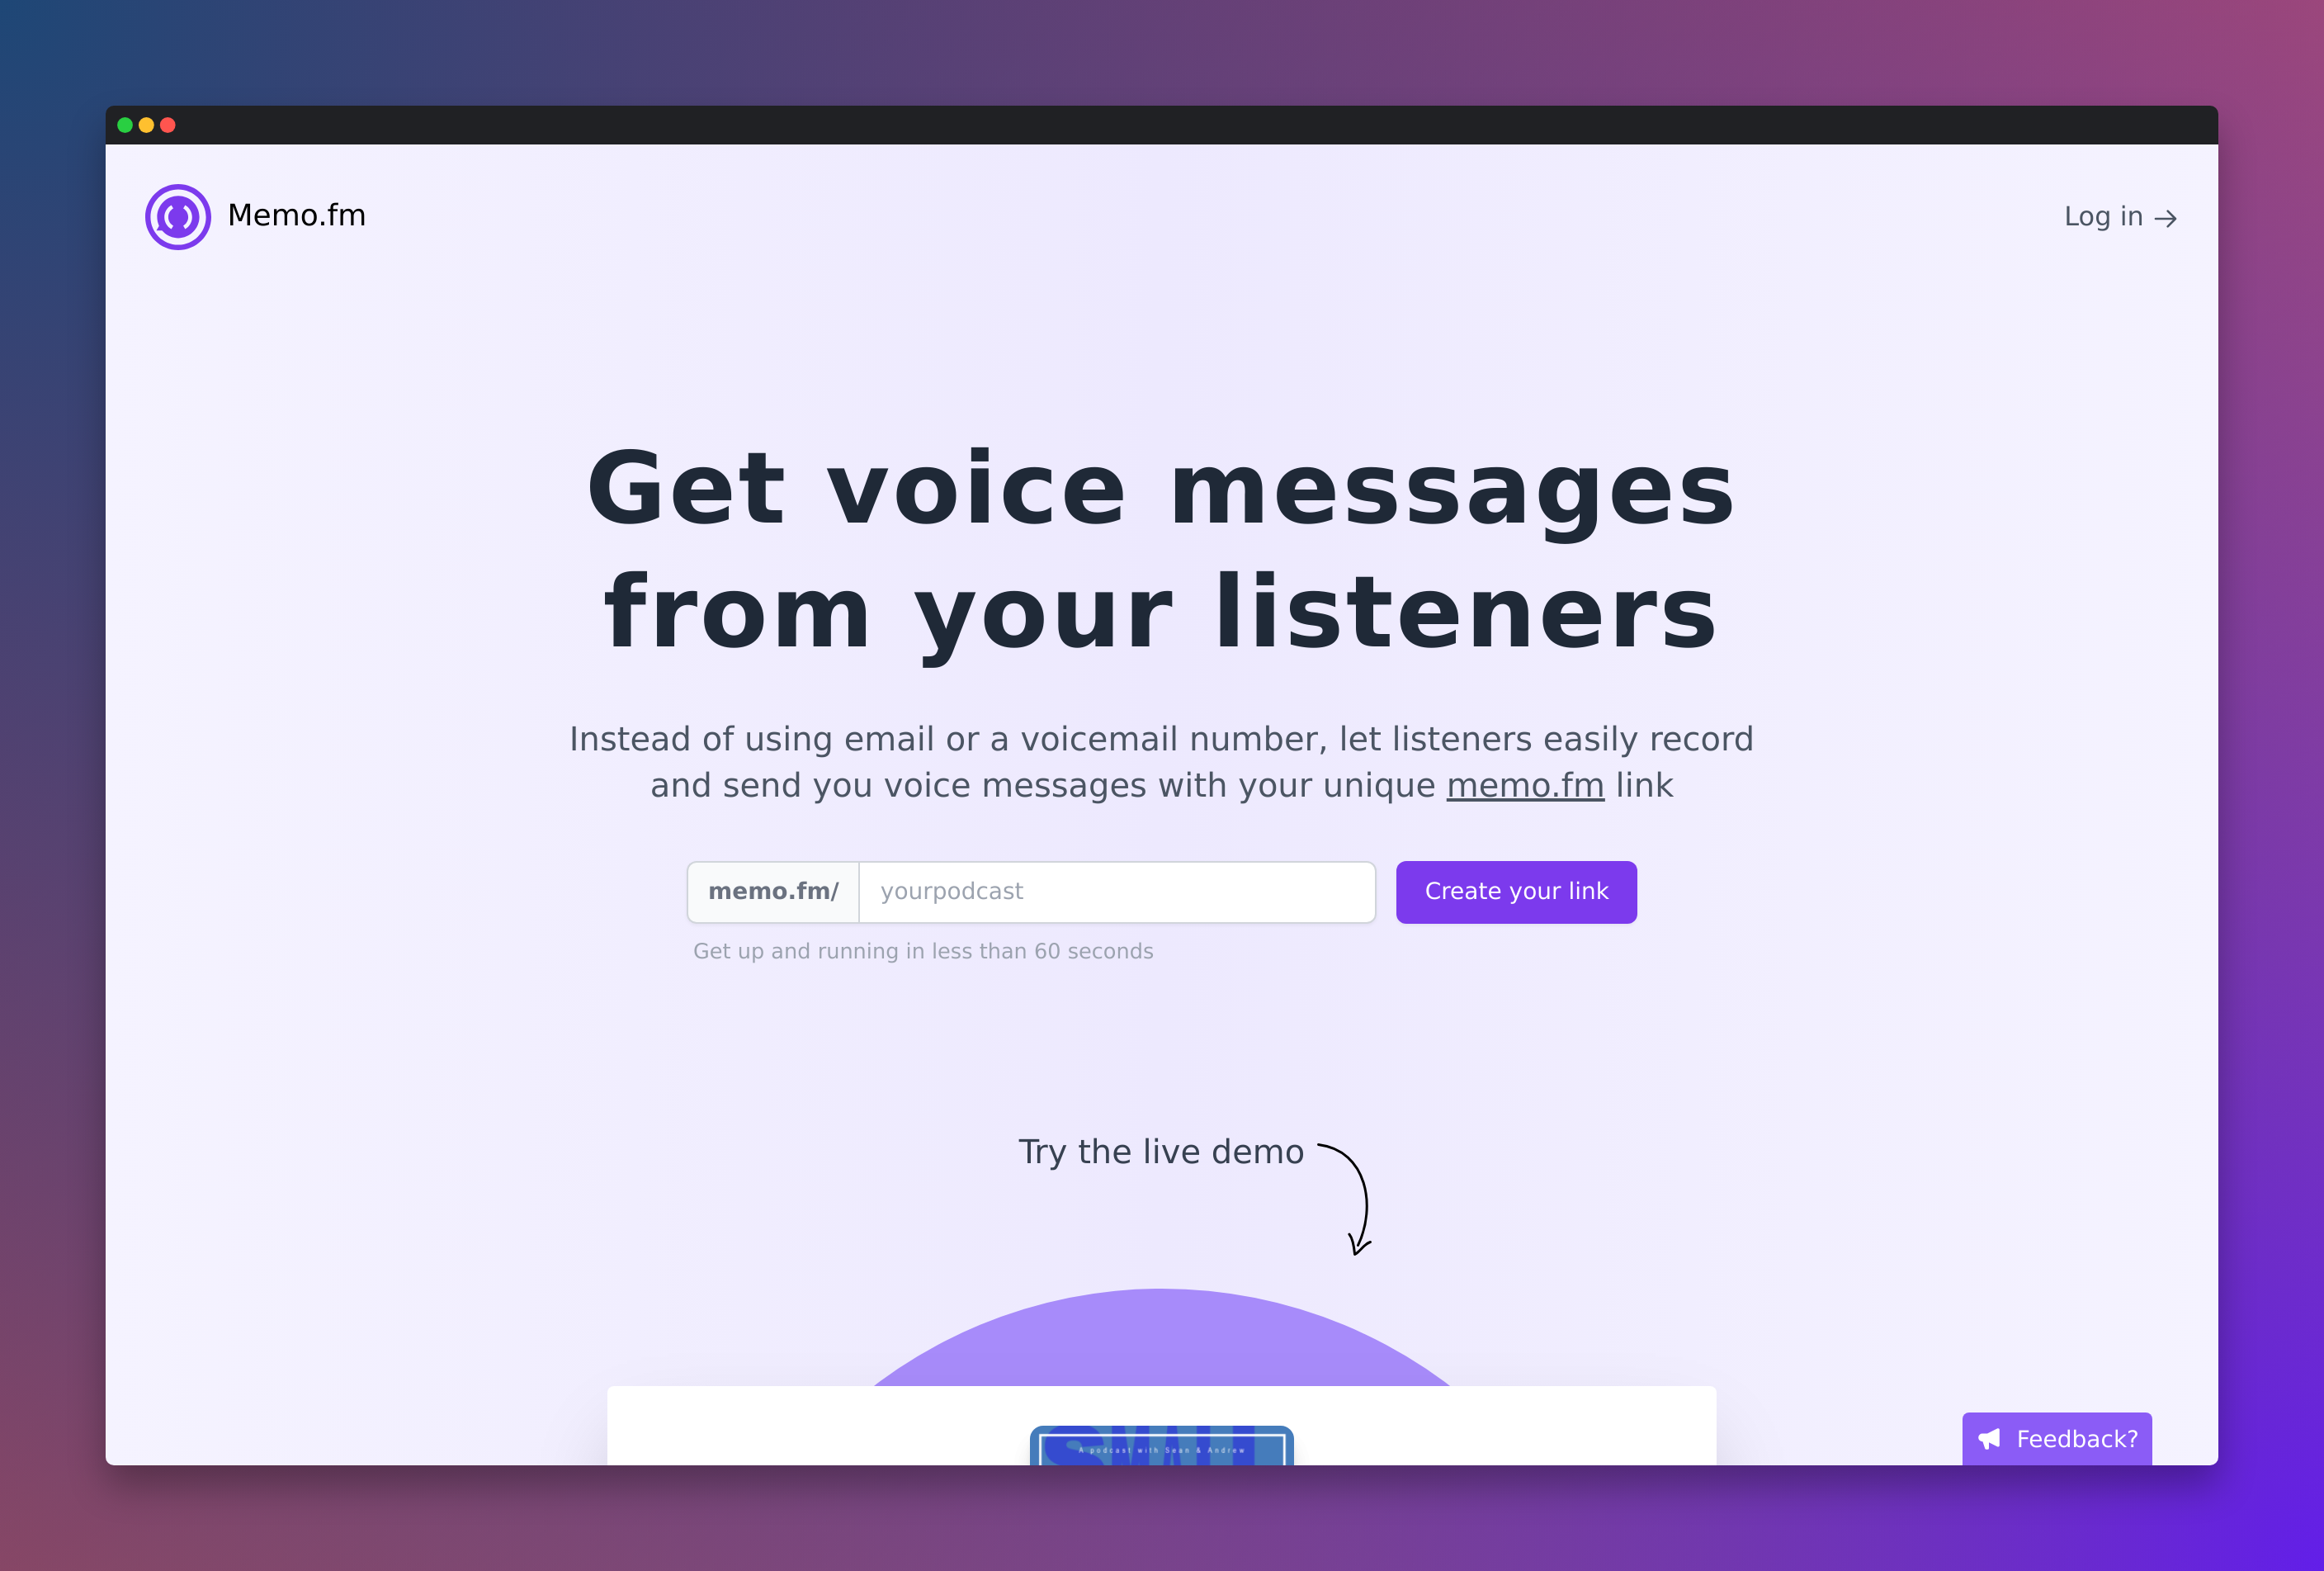 Memo.fm
Log in →
Get voice messages
from your listeners
Instead of using email or a voicemail number, let listeners easily record
and send you voice messages with your unique memo.fm link
memo.fm/
yourpodcast
Create your link
Get up and running in less than 60 seconds
Try the live demo
A podcast with Sean & Andrew
Feedback?